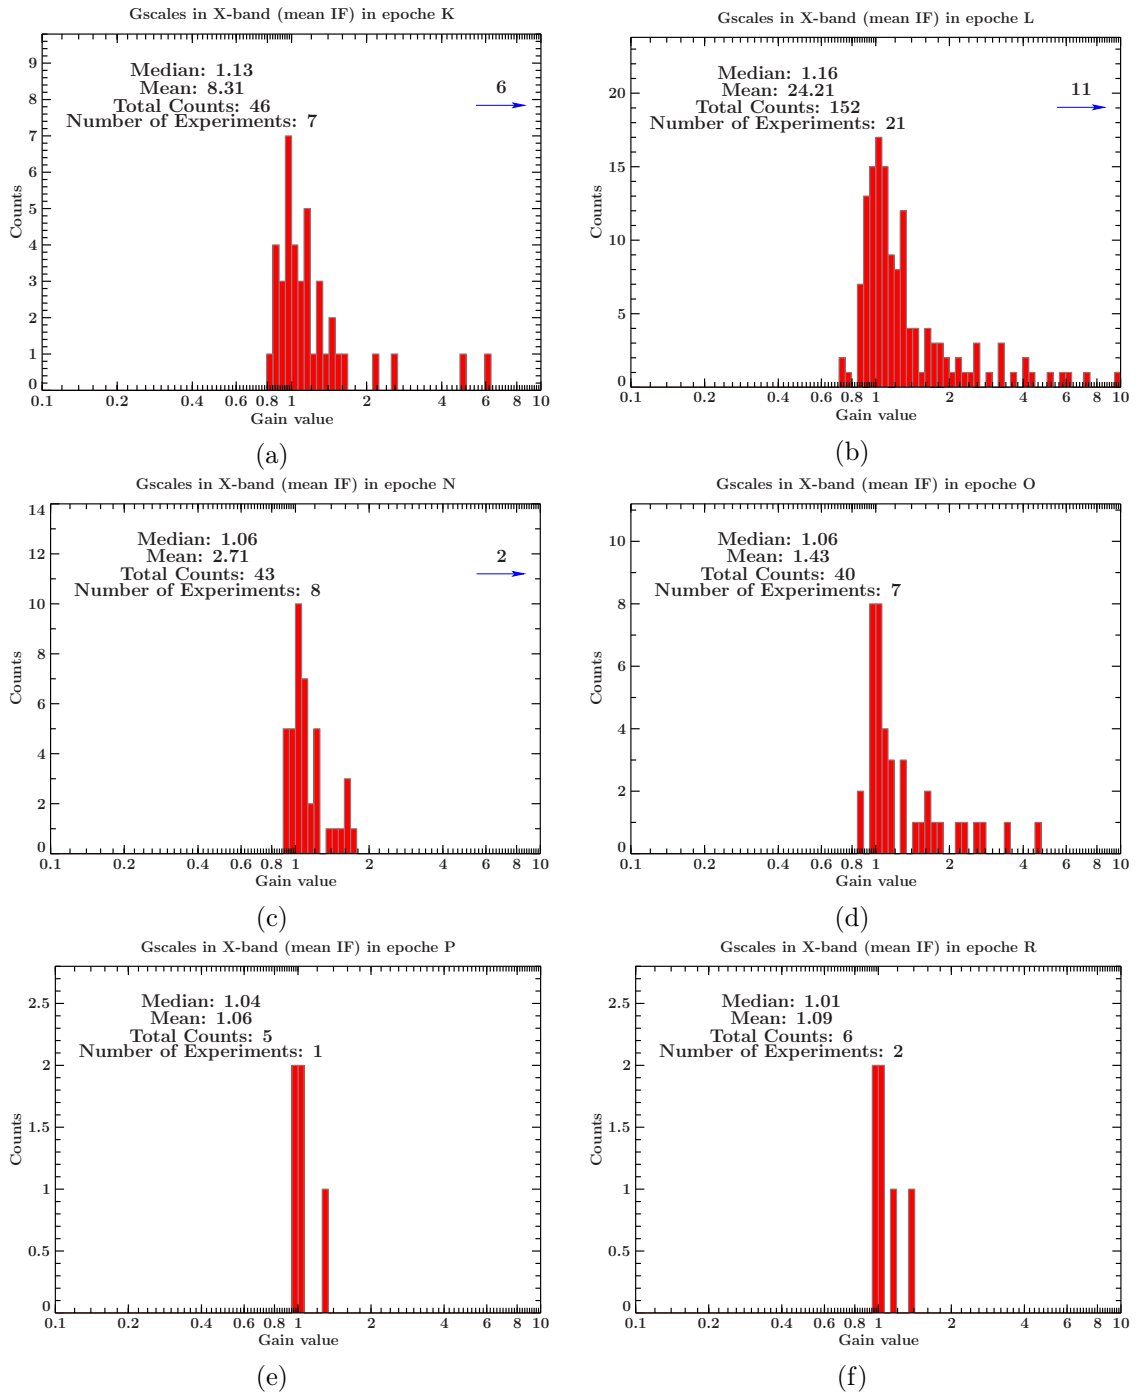 Gscales in X-band (mean IF) in epoche K
Median: 1.13
Mean: 8.31
Total Counts: 46
Number of Experiments: 7
6
Counts
9
8
7
6
5
4
3
2
1
0
0.1 0.2 0.4 0.6 0.8 1 2 4 6 8 10
Gain value
(a)
Gscales in X-band (mean IF) in epoche L
Median: 1.16
Mean: 24.21
Total Counts: 152
Number of Experiments: 21
11
Counts
20
15
10
5
0
0.1 0.2 0.4 0.6 0.8 1 2 4 6 8 10
Gain value
(b)
Gscales in X-band (mean IF) in epoche N
Median: 1.06
Mean: 2.71
Total Counts: 43
Number of Experiments: 8
2
Counts
14
12
10
8
6
4
2
0
0.1 0.2 0.4 0.6 0.8 1 2 4 6 8 10
Gain value
(c)
Gscales in X-band (mean IF) in epoche O
Median: 1.06
Mean: 1.43
Total Counts: 40
Number of Experiments: 7
Counts
10
8
6
4
2
0
0.1 0.2 0.4 0.6 0.8 1 2 4 6 8 10
Gain value
(d)
Gscales in X-band (mean IF) in epoche P
Median: 1.04
Mean: 1.06
Total Counts: 5
Number of Experiments: 1
Counts
2.5
2
1.5
1
0.5
0
0.1 0.2 0.4 0.6 0.8 1 2 4 6 8 10
Gain value
(e)
Gscales in X-band (mean IF) in epoche R
Median: 1.01
Mean: 1.09
Total Counts: 6
Number of Experiments: 2
Counts
2.5
2
1.5
1
0.5
0
0.1 0.2 0.4 0.6 0.8 1 2 4 6 8 10
Gain value
(f)